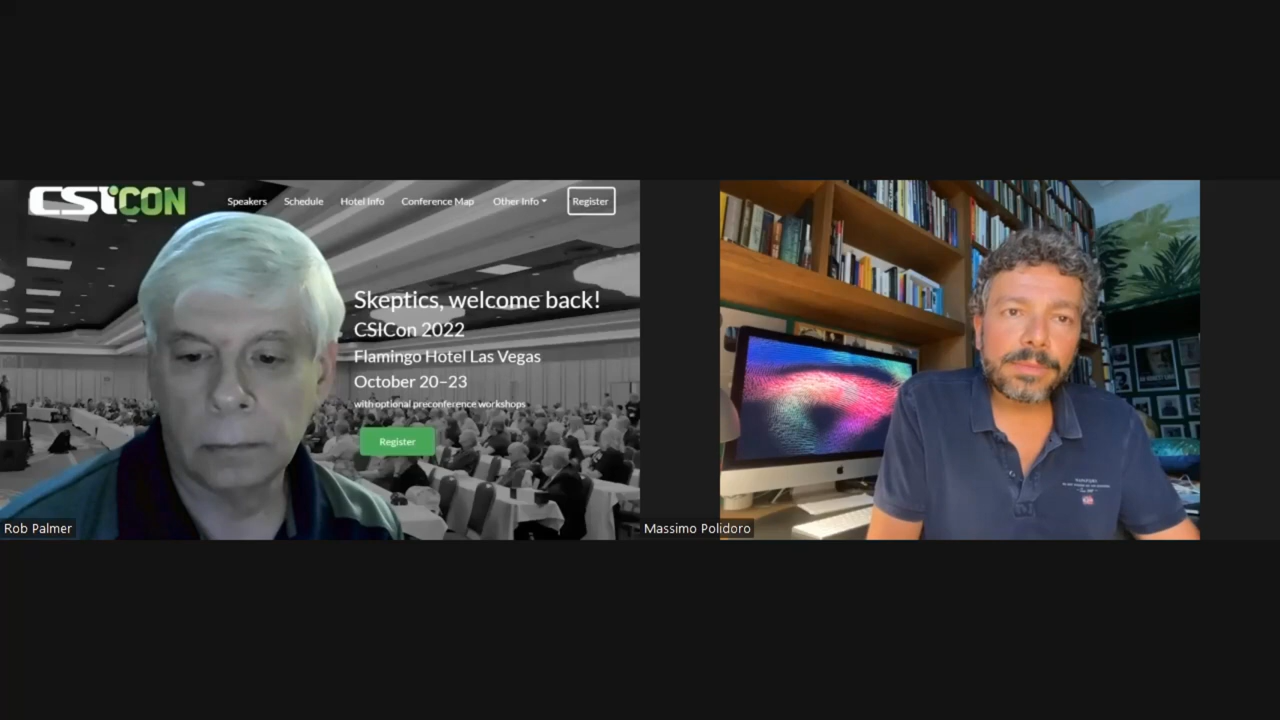 CSICON
Speakers Schedule Hotel Info Conference Map Other Info Register
Skeptics, welcome back!
CSICon 2022
Flamingo Hotel Las Vegas
October 20–23
with optional preconference workshops
Register
Rob Palmer
Massimo Polidoro